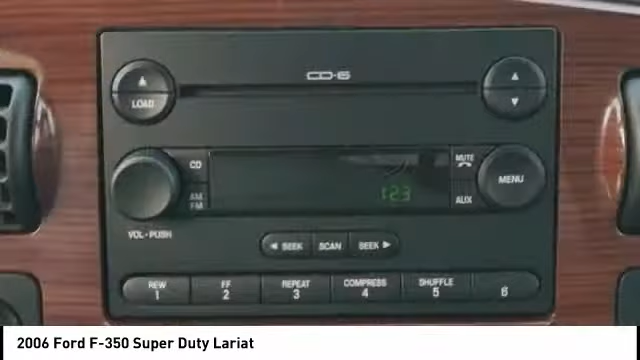 CD-6
LOAD
CD
MUTE
MENU
AM
FM
123
AUX
VOL-PUSH
SEEK SCAN SEEK
REW FF REPEAT COMPRESS SHUFFLE
1 2 3 4 5 6
2006 Ford F-350 Super Duty Lariat